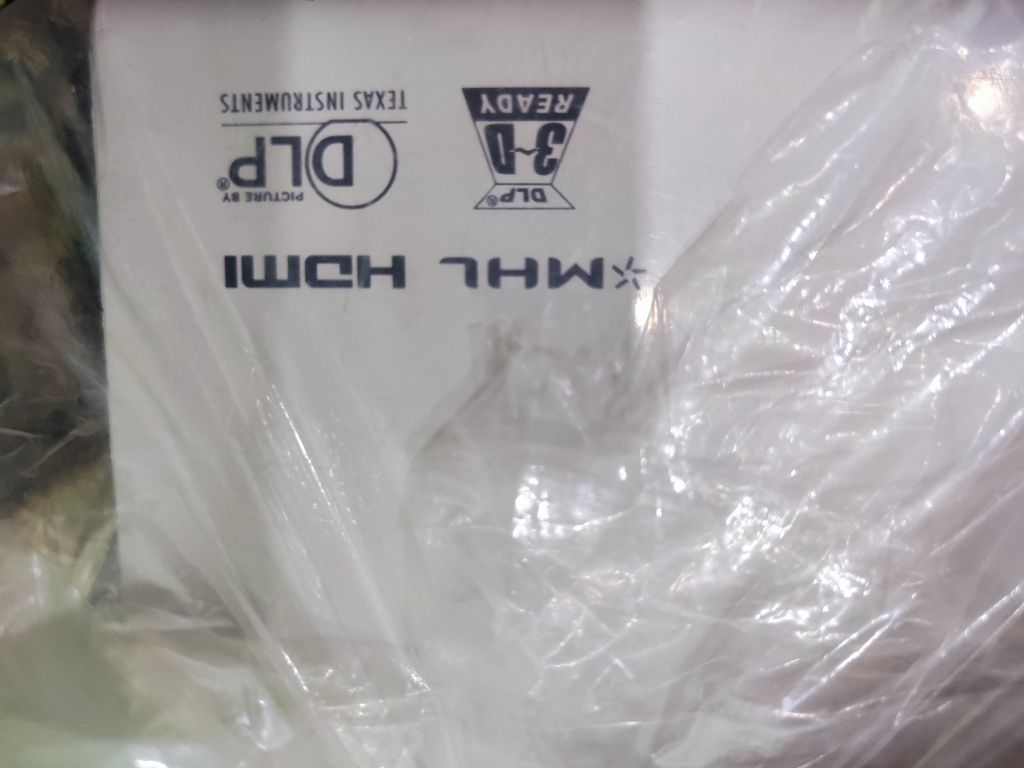 MHL HDMI
DLP®
3-D
READY
PICTURE BY
DLP®
TEXAS INSTRUMENTS